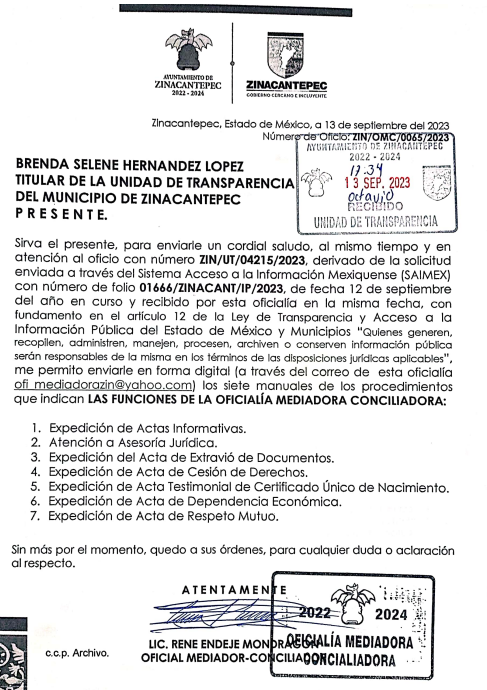 AYUNTAMIENTO DE
ZINACANTEPEC
2022 - 2024
ZINACANTEPEC
GOBIERNO CERCANO E INCLUYENTE
Zinacantepec, Estado de México, a 13 de septiembre del 2023
Número de Oficio: ZIN/OMC/0065/2023
AYUNTAMIENTO DE ZINACANTEPEC
2022 - 2024
17:34
13 SEP. 2023
octavio
RECIBIDO
UNIDAD DE TRANSPARENCIA
BRENDA SELENE HERNANDEZ LOPEZ
TITULAR DE LA UNIDAD DE TRANSPARENCIA
DEL MUNICIPIO DE ZINACANTEPEC
P R E S E N T E.
Sirva el presente, para enviarle un cordial saludo, al mismo tiempo y en
atención al oficio con número ZIN/UT/04215/2023, derivado de la solicitud
enviada a través del Sistema Acceso a la Información Mexiquense (SAIMEX)
con número de folio 01666/ZINACANT/IP/2023, de fecha 12 de septiembre
del año en curso y recibido por esta oficialía en la misma fecha, con
fundamento en el artículo 12 de la Ley de Transparencia y Acceso a la
Información Pública del Estado de México y Municipios "Quienes generen,
recopilen, administren, manejen, procesen, archiven o conserven información pública
serán responsables de la misma en los términos de las disposiciones jurídicas aplicables",
me permito enviarle en forma digital (a través del correo de esta oficialía
ofi_mediadorazin@yahoo.com) los siete manuales de los procedimientos
que indican LAS FUNCIONES DE LA OFICIALÍA MEDIADORA CONCILIADORA:
1. Expedición de Actas Informativas.
2. Atención a Asesoría Jurídica.
3. Expedición del Acta de Extravió de Documentos.
4. Expedición de Acta de Cesión de Derechos.
5. Expedición de Acta Testimonial de Certificado Único de Nacimiento.
6. Expedición de Acta de Dependencia Económica.
7. Expedición de Acta de Respeto Mutuo.
Sin más por el momento, quedo a sus órdenes, para cualquier duda o aclaración
al respecto.
A T E N T A M E N T E
2022 2024
OFICIALÍA MEDIADORA
CONCIALIADORA
LIC. RENE ENDEJE MONDRAGON
OFICIAL MEDIADOR-CONCILIADOR
c.c.p. Archivo.